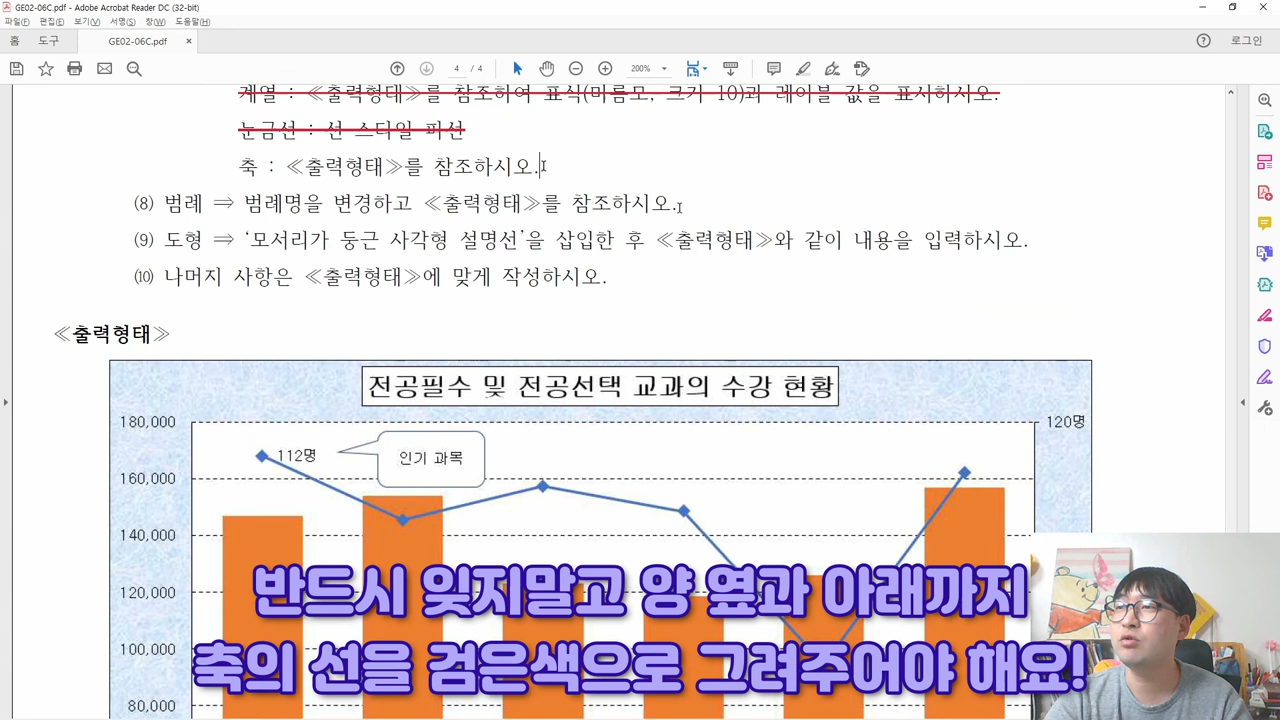 GE02-06C.pdf - Adobe Acrobat Reader DC (32-bit)
파일(F) 편집(E) 보기(V) 서명(S) 창(W) 도움말(H)
홈 도구 GE02-06C.pdf × 로그인
4 / 4 200%
계열 : ≪출력형태≫를 참조하여 표식(마름모, 크기 10)과 레이블 값을 표시하시오.
눈금선 : 선 스타일 파선
축 : ≪출력형태≫를 참조하시오.
(8) 범례 ⇒ 범례명을 변경하고 ≪출력형태≫를 참조하시오.
(9) 도형 ⇒ ‘모서리가 둥근 사각형 설명선’을 삽입한 후 ≪출력형태≫와 같이 내용을 입력하시오.
(10) 나머지 사항은 ≪출력형태≫에 맞게 작성하시오.
≪출력형태≫
전공필수 및 전공선택 교과의 수강 현황
180,000 120명
112명 인기 과목
160,000
140,000
120,000
100,000
80,000
반드시 잊지말고 양 옆과 아래까지
축의 선을 검은색으로 그려주어야 해요!